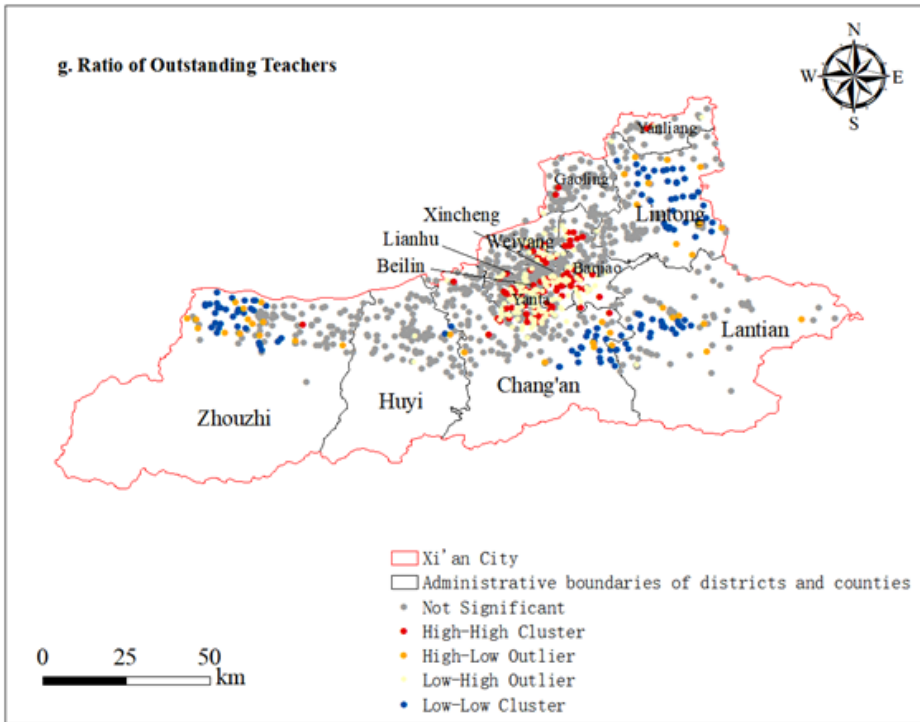 g. Ratio of Outstanding Teachers
N
W E
S
Yanliang
Gaoling
Xincheng
Lintong
Lianhu
Weiyang
Beilin
Baqiao
Yanta
Lantian
Chang'an
Zhouzhi
Huyi
Xi'an City
Administrative boundaries of districts and counties
Not Significant
High-High Cluster
High-Low Outlier
Low-High Outlier
Low-Low Cluster
0 25 50
km